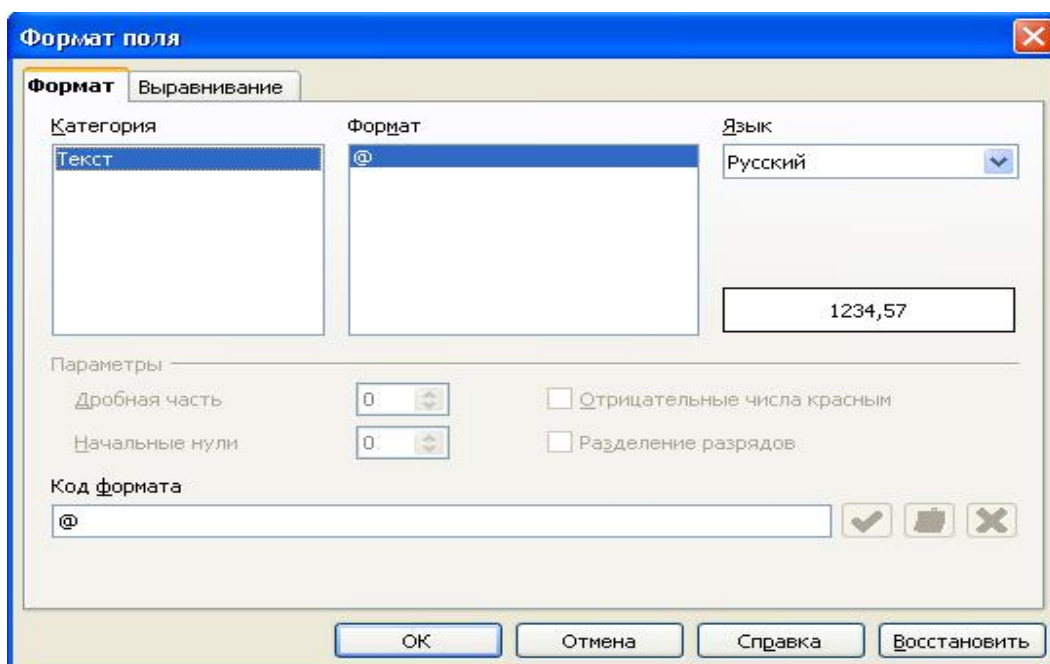 Формат поля
Формат Выравнивание
Категория Формат Язык
Текст @ Русский
1234,57
Параметры
Дробная часть 0 Отрицательные числа красным
Начальные нули 0 Разделение разрядов
Код формата
@
ОК Отмена Справка Восстановить